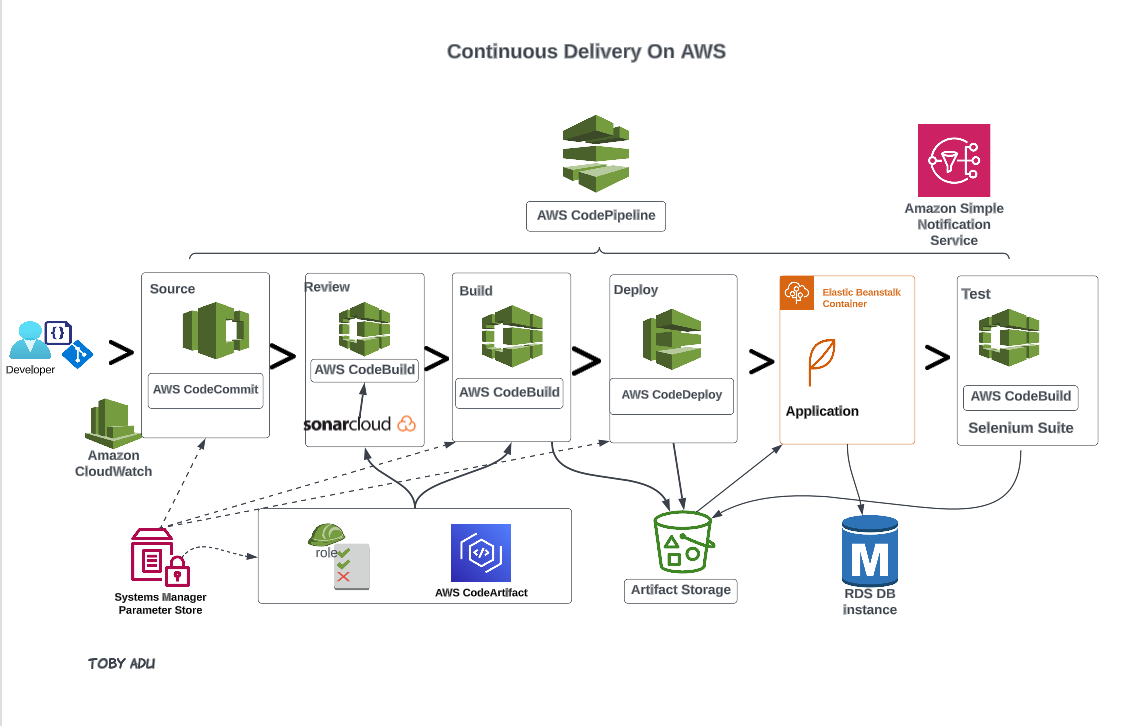 Continuous Delivery On AWS
AWS CodePipeline
Amazon Simple
Notification
Service
Source
AWS CodeCommit
Review
AWS CodeBuild
sonarcloud
Build
AWS CodeBuild
Deploy
AWS CodeDeploy
Elastic Beanstalk
Container
Application
Test
AWS CodeBuild
Selenium Suite
{}
Developer
Amazon
CloudWatch
Systems Manager
Parameter Store
role
AWS CodeArtifact
Artifact Storage
M
RDS DB
instance
TOBY ADU